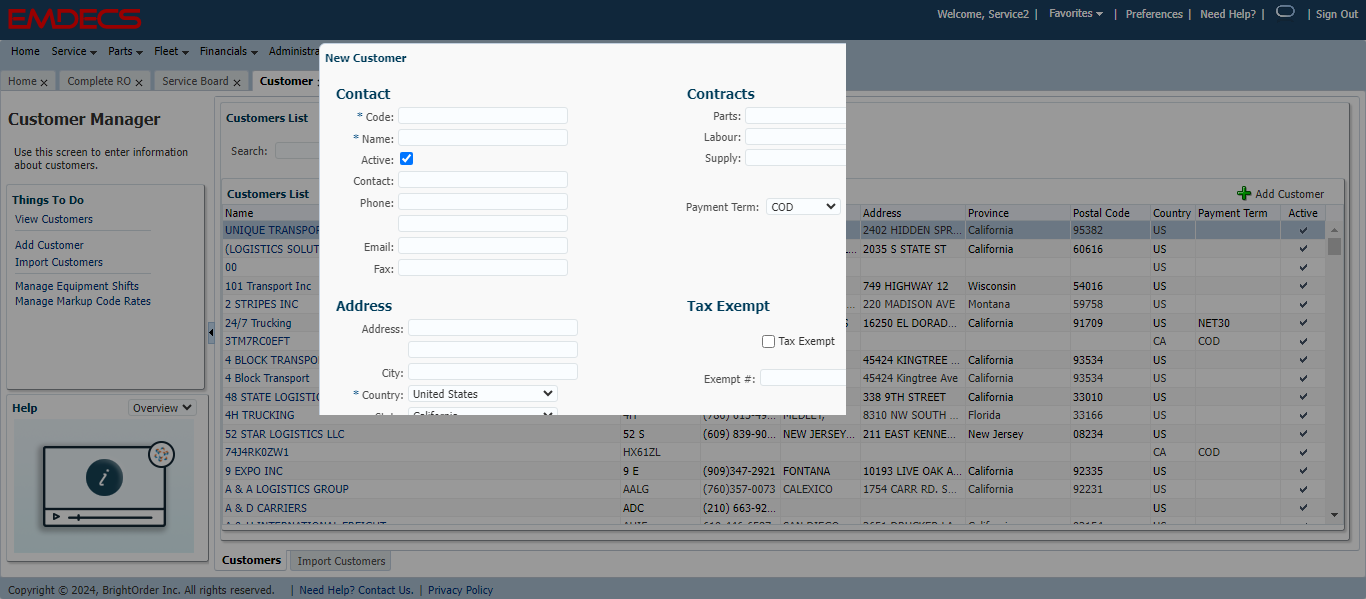 EMDECS
Welcome, Service2 | Favorites | Preferences | Need Help? | | Sign Out
Home Service Parts Fleet Financials Administra
Home x Complete RO x Service Board x Customer
Customer Manager
Use this screen to enter information
about customers.
Things To Do
View Customers
Add Customer
Import Customers
Manage Equipment Shifts
Manage Markup Code Rates
Help Overview
New Customer
Contact
* Code:
* Name:
Active:
Contact:
Phone:
Email:
Fax:
Address
Address:
City:
* Country: United States
Contracts
Parts:
Labour:
Supply:
Payment Term: COD
Tax Exempt
Tax Exempt
Exempt #:
Customers List
Search:
Customers List
Add Customer
Name Address Province Postal Code Country Payment Term Active
UNIQUE TRANSPOR 2402 HIDDEN SPR... California 95382 US
(LOGISTICS SOLUT 2035 S STATE ST California 60616 US
00 US
101 Transport Inc 749 HIGHWAY 12 Wisconsin 54016 US
2 STRIPES INC 220 MADISON AVE Montana 59758 US
24/7 Trucking 16250 EL DORAD... California 91709 US NET30
3TM7RC0EFT CA COD
4 BLOCK TRANSPO 45424 KINGTREE ... California 93534 US
4 Block Transport 45424 Kingtree Ave California 93534 US
48 STATE LOGISTIC 338 9TH STREET California 33010 US
4H TRUCKING 4H MEDLEY, 8310 NW SOUTH ... Florida 33166 US
52 STAR LOGISTICS LLC 52 S (609) 839-90... NEW JERSEY... 211 EAST KENNE... New Jersey 08234 US
74J4RK0ZW1 HX61ZL CA COD
9 EXPO INC 9 E (909)347-2921 FONTANA 10193 LIVE OAK A... California 92335 US
A & A LOGISTICS GROUP AALG (760)357-0073 CALEXICO 1754 CARR RD. S... California 92231 US
A & D CARRIERS ADC (210) 663-92... US
Customers Import Customers
Copyright © 2024, BrightOrder Inc. All rights reserved. | Need Help? Contact Us. | Privacy Policy